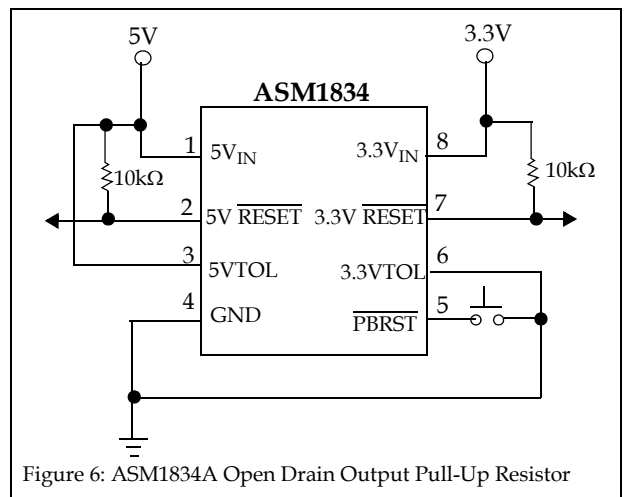 5V
3.3V
ASM1834
1
5VIN
3.3VIN
8
10kΩ
10kΩ
2
5V RESET
3.3V RESET
7
3
5VTOL
3.3VTOL
6
4
GND
PBRST
5
Figure 6: ASM1834A Open Drain Output Pull-Up Resistor